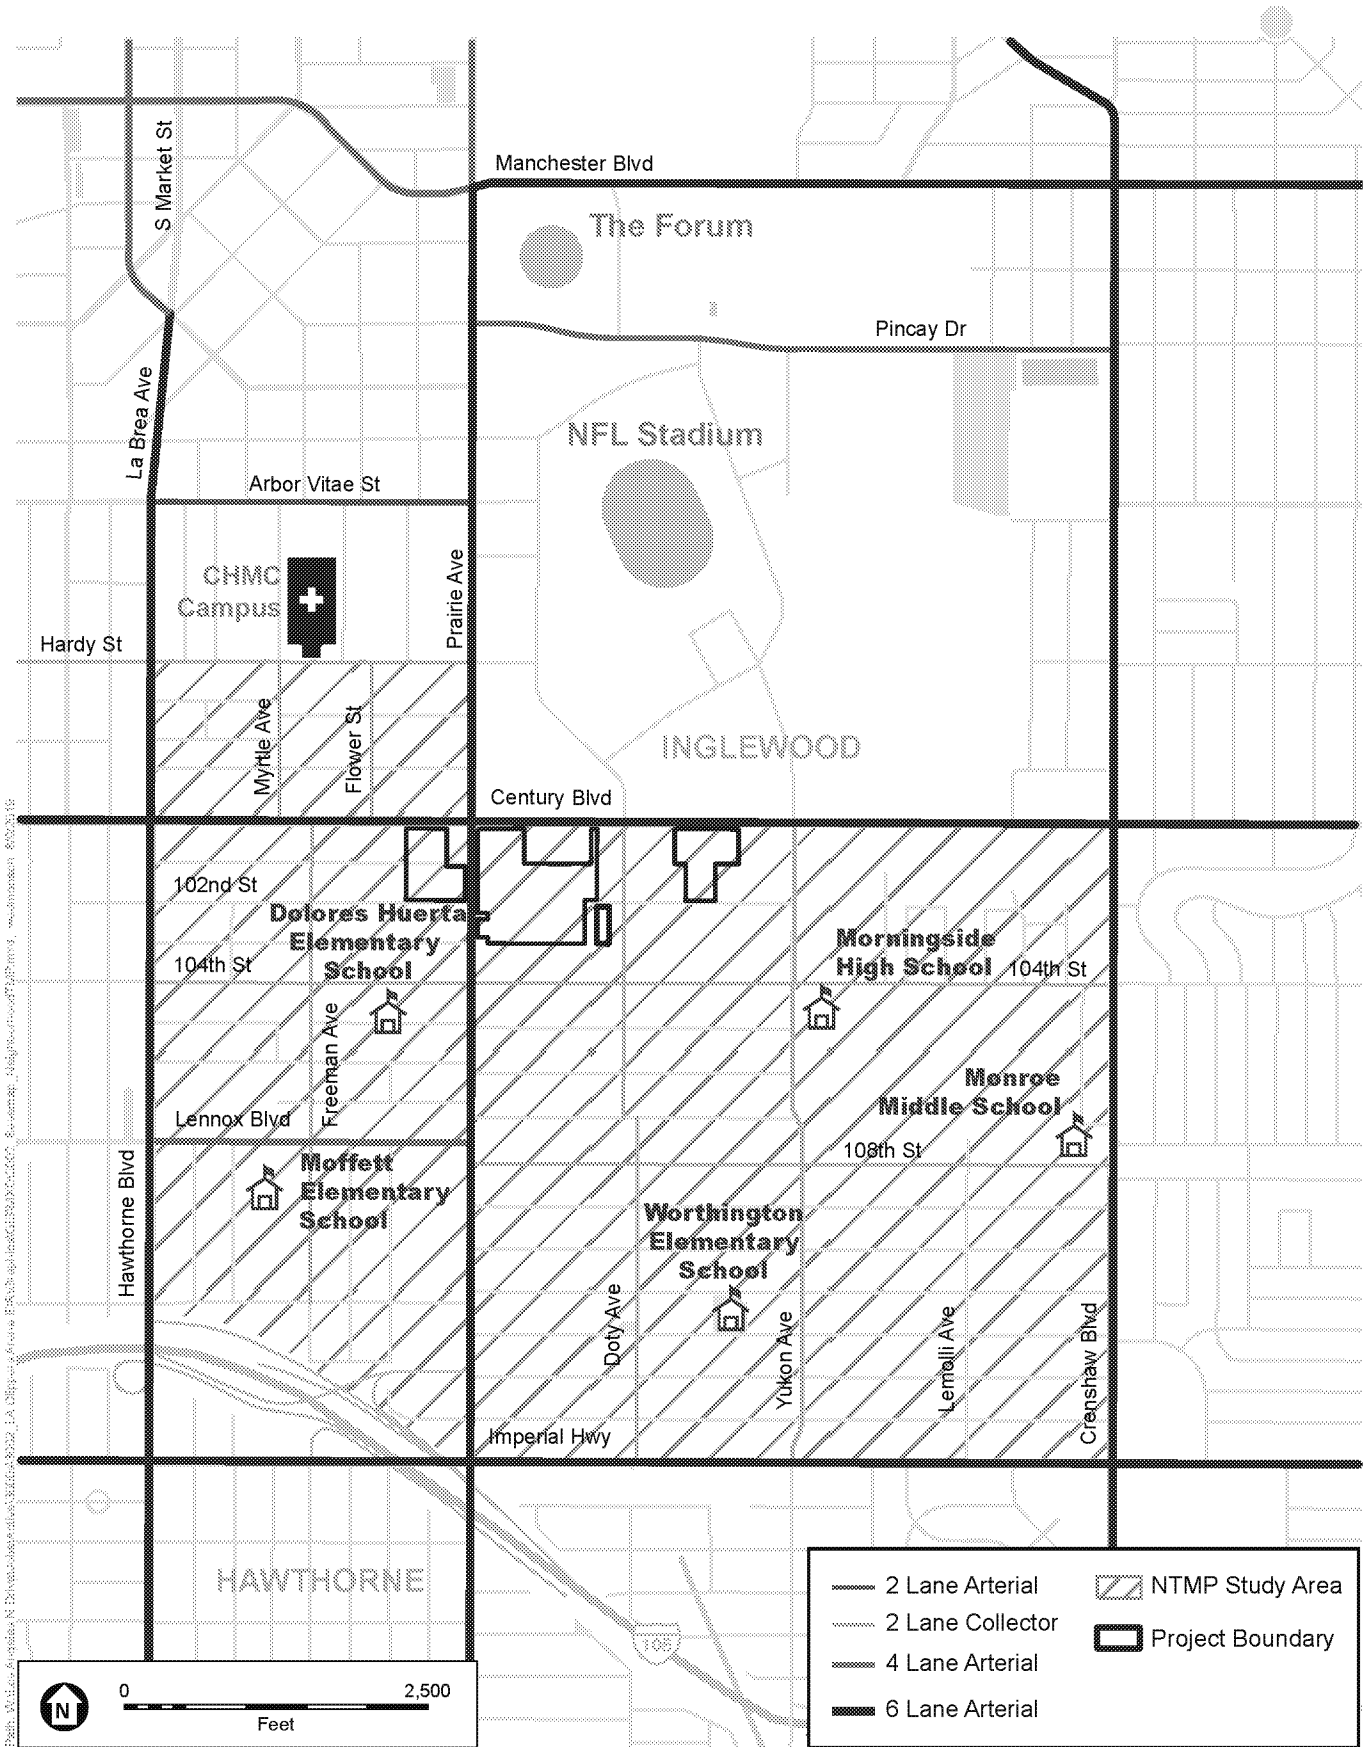 Manchester Blvd
S Market St
The Forum
Pincay Dr
La Brea Ave
NFL Stadium
Arbor Vitae St
CHMC
Campus
Prairie Ave
Hardy St
Myrtle Ave
Flower St
INGLEWOOD
Century Blvd
102nd St
Dolores Huerta
Elementary
School
104th St
Morningside
High School
104th St
Freeman Ave
Monroe
Middle School
Lennox Blvd
108th St
Moffett
Elementary
School
Hawthorne Blvd
Worthington
Elementary
School
Doty Ave
Yukon Ave
Lemolli Ave
Crenshaw Blvd
Imperial Hwy
HAWTHORNE
105
2 Lane Arterial
2 Lane Collector
4 Lane Arterial
6 Lane Arterial
NTMP Study Area
Project Boundary
N
0 2,500
Feet